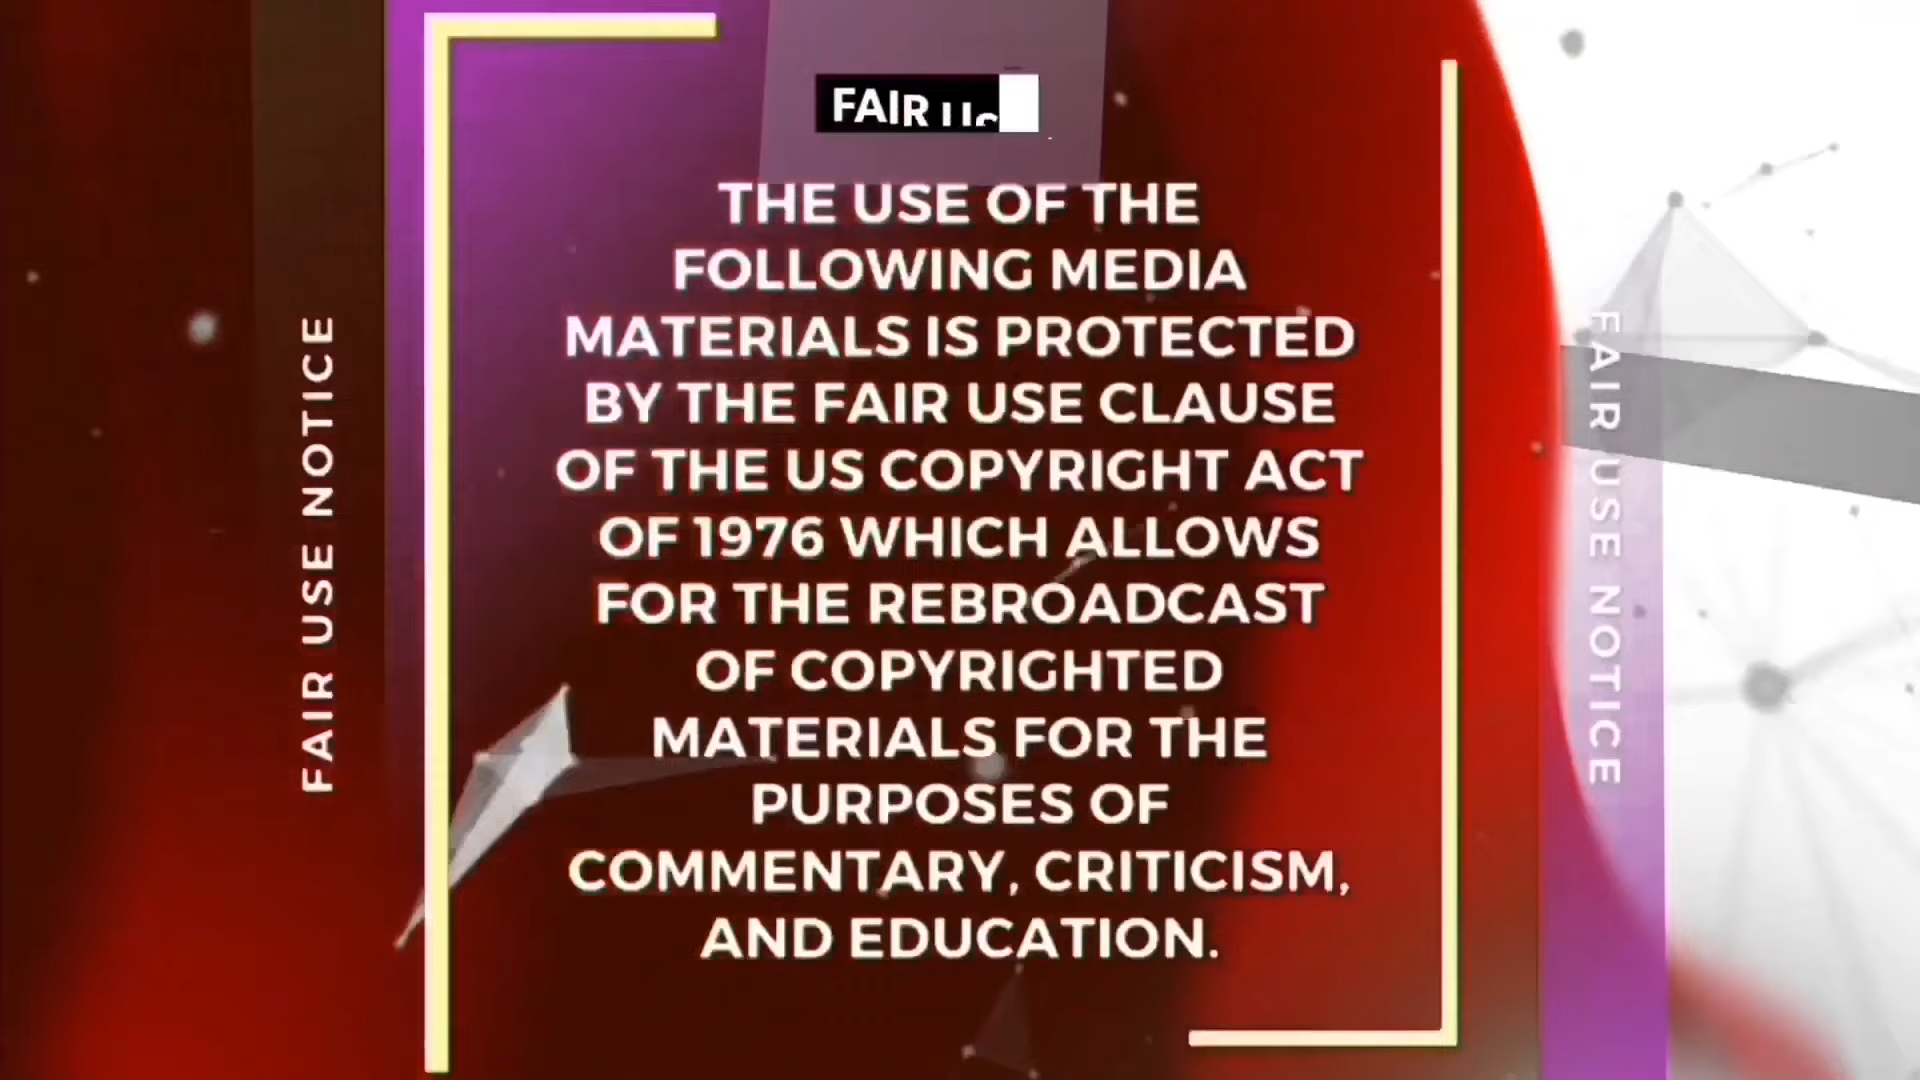 FAIR
THE USE OF THE
FOLLOWING MEDIA
MATERIALS IS PROTECTED
BY THE FAIR USE CLAUSE
OF THE US COPYRIGHT ACT
OF 1976 WHICH ALLOWS
FOR THE REBROADCAST
OF COPYRIGHTED
MATERIALS FOR THE
PURPOSES OF
COMMENTARY, CRITICISM,
AND EDUCATION.
FAIR USE NOTICE
FAIR USE NOTICE